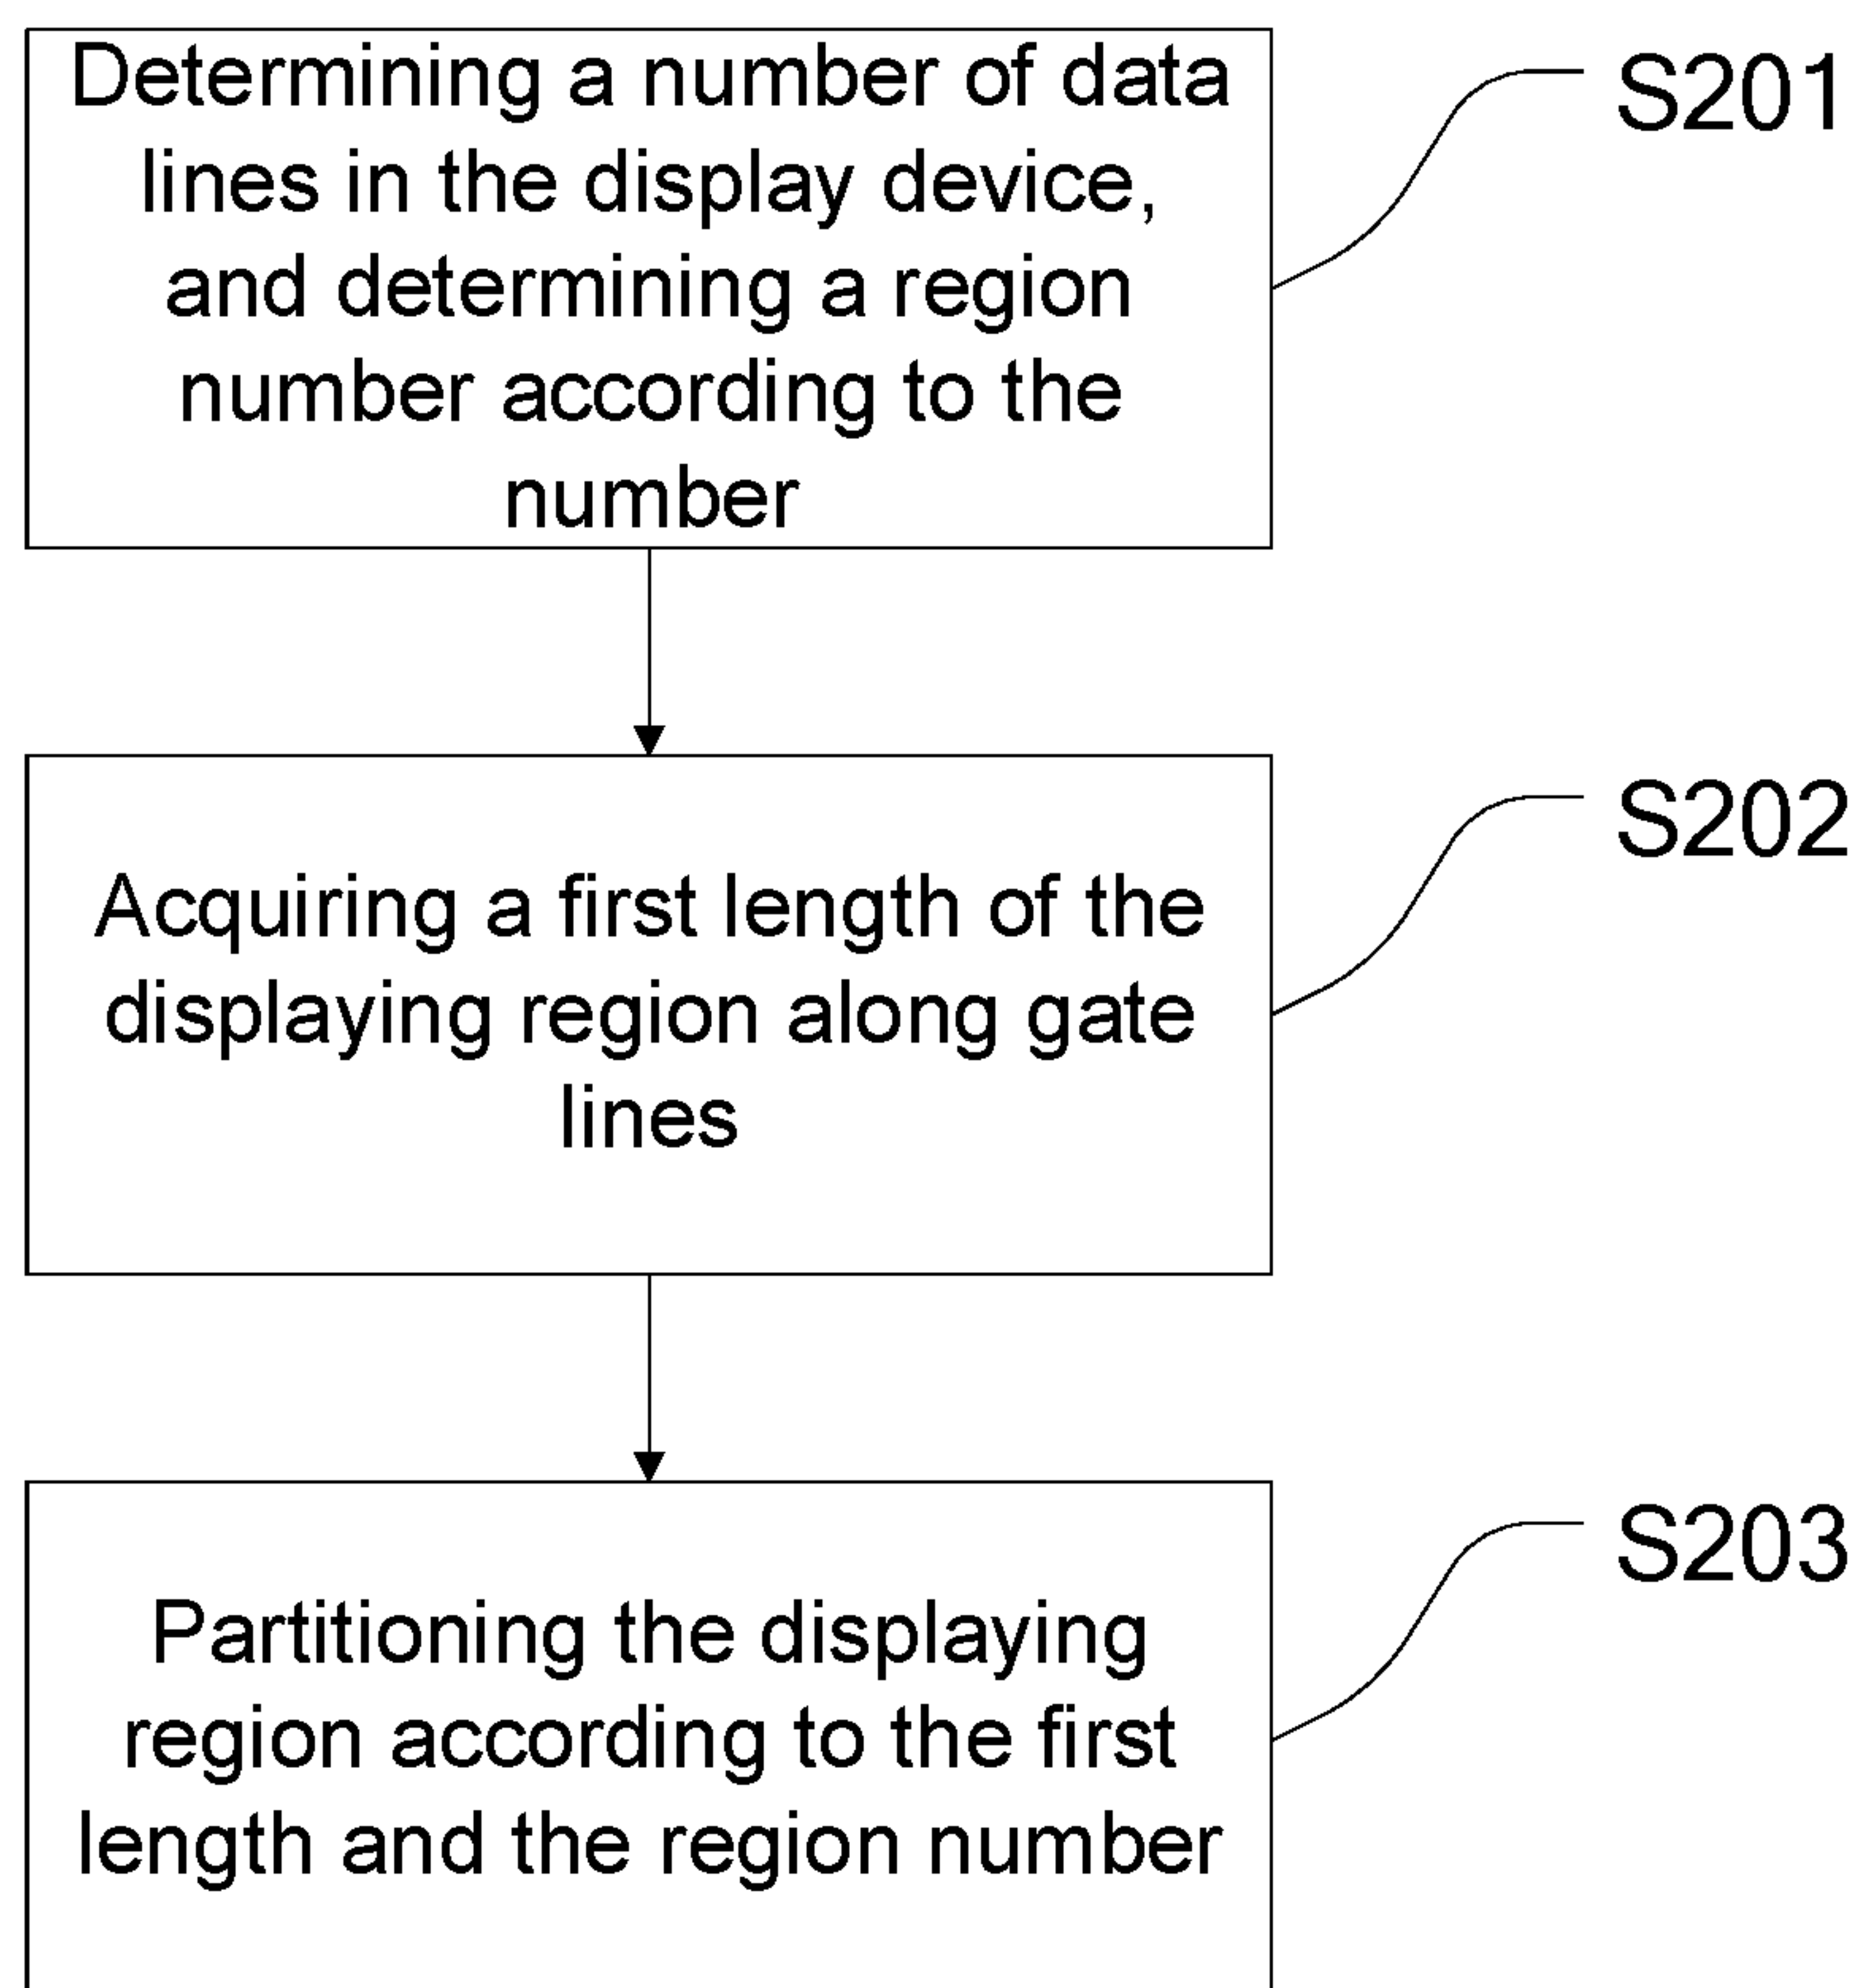 Determining a number of data
lines in the display device,
and determining a region
number according to the
number
S201
Acquiring a first length of the
displaying region along gate
lines
S202
Partitioning the displaying
region according to the first
length and the region number
S203